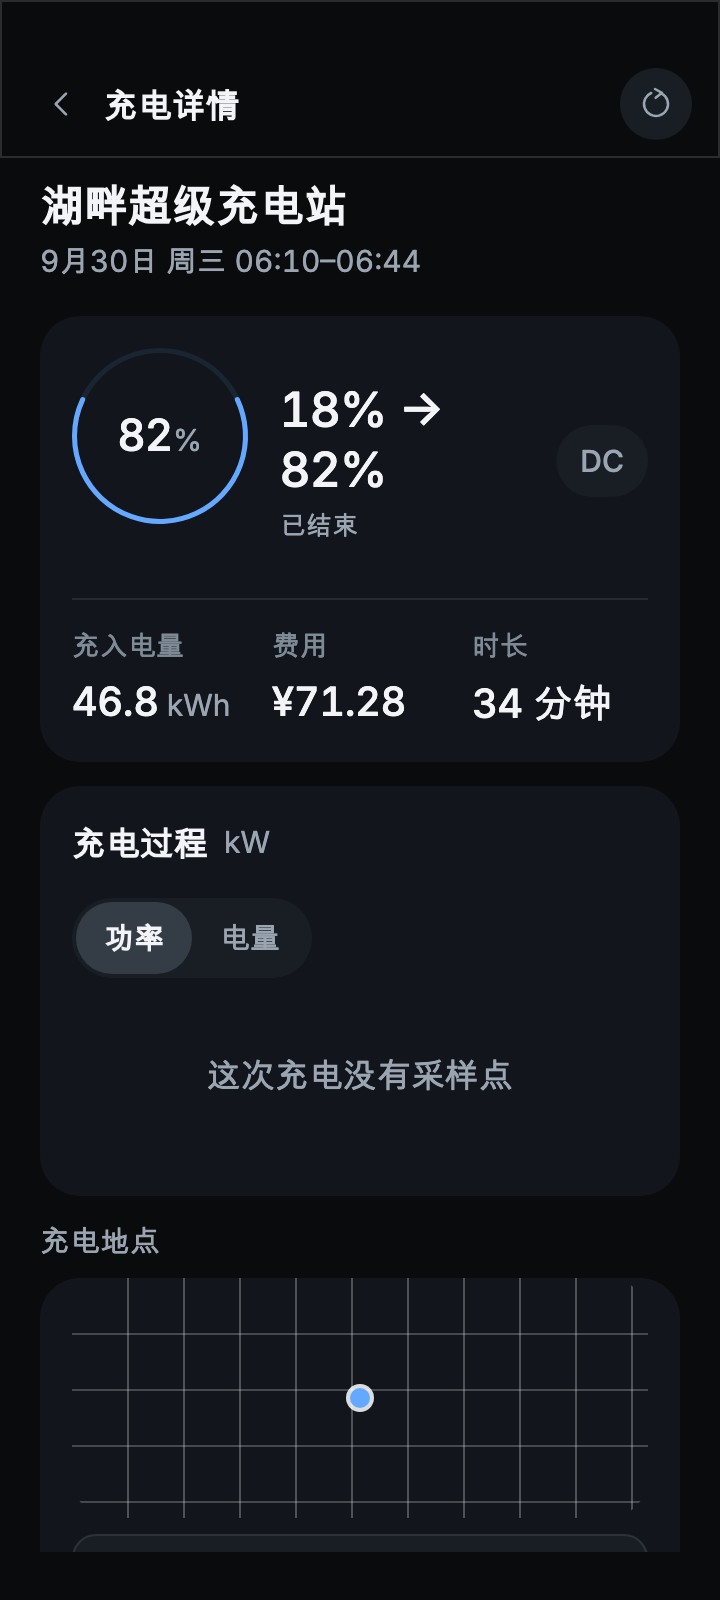 充电详情
湖畔超级充电站
9月30日 周三 06:10–06:44
82%
18% →
82%
已结束
DC
充入电量 费用 时长
46.8 kWh ¥71.28 34 分钟
充电过程 kW
功率 电量
这次充电没有采样点
充电地点